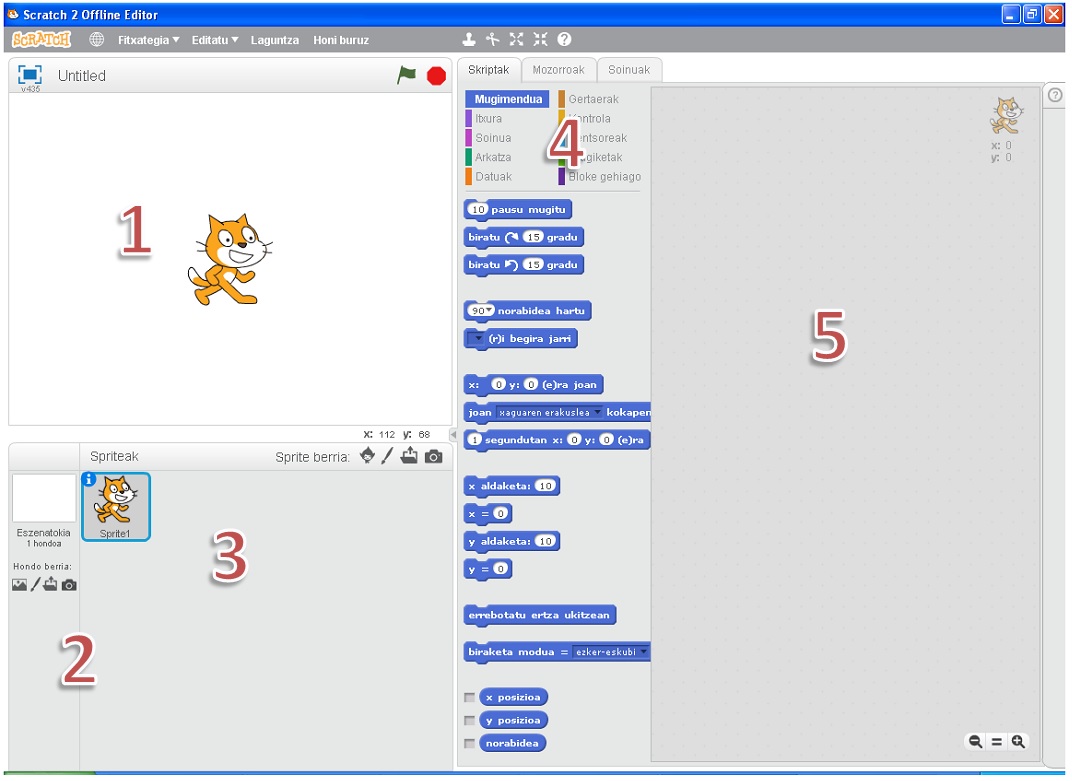 Scratch 2 Offline Editor
SCRATCH Fitxategia Editatu Laguntza Honi buruz
v435 Untitled
1
X: 112 y: 68
Spriteak Sprite berria:
Sprite1
Eszenatokia
1 hondoa
Hondo berria:
3
2
Skriptak Mozorroak Soinuak
Mugimendua Gertaerak
Itxura
Soinua
Arkatza
Datuak Bloke gehiago
4
10 pausu mugitu
biratu 15 gradu
biratu 15 gradu
90 norabidea hartu
(r)i begira jarri
x: 0 y: 0 (e)ra joan
joan xaguaren erakuslea kokapen
1 segundutan x: 0 y: 0 (e)ra
x aldaketa: 10
x = 0
y aldaketa: 10
y = 0
errebotatu ertza ukitzean
biraketa modua = ezker-eskubi
x posizioa
y posizioa
norabidea
x: 0
y: 0
5